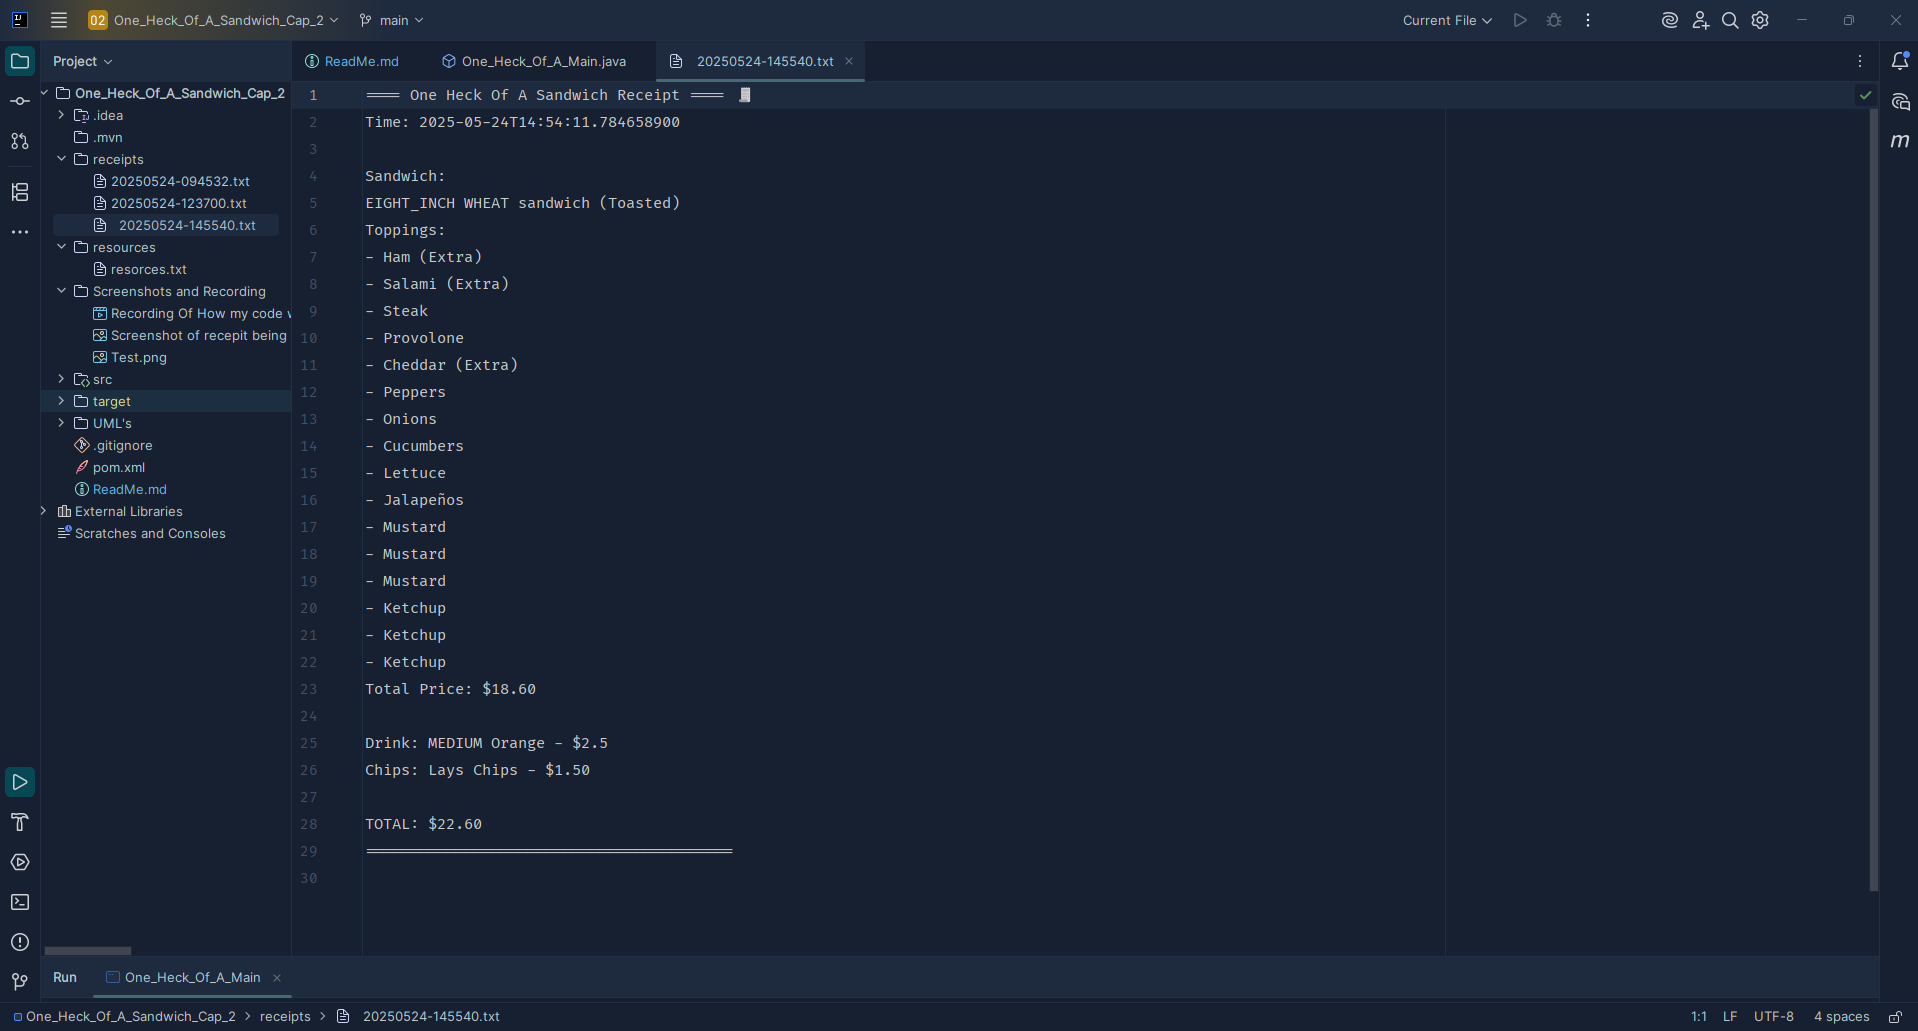 02 One_Heck_Of_A_Sandwich_Cap_2 main Current File
Project
ReadMe.md One_Heck_Of_A_Main.java 20250524-145540.txt
One_Heck_Of_A_Sandwich_Cap_2
.idea
.mvn
receipts
20250524-094532.txt
20250524-123700.txt
20250524-145540.txt
resources
resorces.txt
Screenshots and Recording
Recording Of How my code w
Screenshot of recepit being
Test.png
src
target
UML's
.gitignore
pom.xml
ReadMe.md
External Libraries
Scratches and Consoles
1 ==== One Heck Of A Sandwich Receipt ====
2 Time: 2025-05-24T14:54:11.784658900
3
4 Sandwich:
5 EIGHT_INCH WHEAT sandwich (Toasted)
6 Toppings:
7 - Ham (Extra)
8 - Salami (Extra)
9 - Steak
10 - Provolone
11 - Cheddar (Extra)
12 - Peppers
13 - Onions
14 - Cucumbers
15 - Lettuce
16 - Jalapeños
17 - Mustard
18 - Mustard
19 - Mustard
20 - Ketchup
21 - Ketchup
22 - Ketchup
23 Total Price: $18.60
24
25 Drink: MEDIUM Orange - $2.5
26 Chips: Lays Chips - $1.50
27
28 TOTAL: $22.60
29 =========================================
30
m
Run One_Heck_Of_A_Main
One_Heck_Of_A_Sandwich_Cap_2 > receipts > 20250524-145540.txt 1:1 LF UTF-8 4 spaces